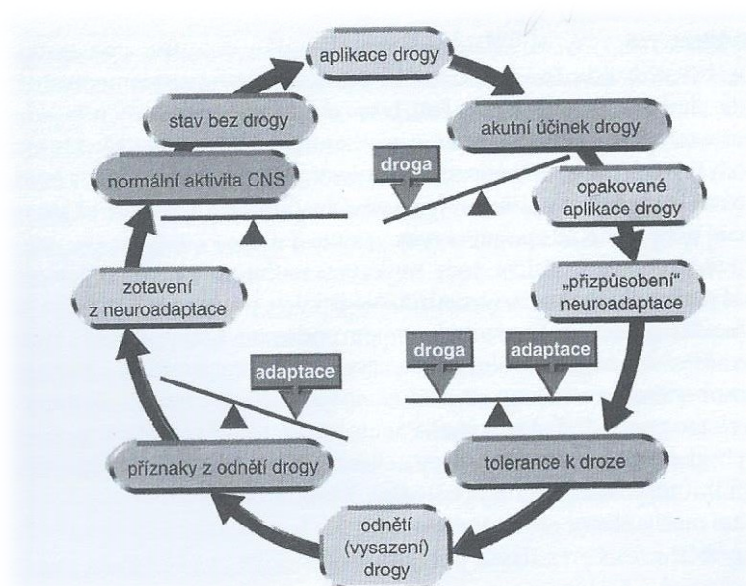 aplikace drogy
stav bez drogy
akutní účinek drogy
normální aktivita CNS
droga
opakované
aplikace drogy
zotavení
z neuroadaptace
„přizpůsobení“
neuroadaptace
adaptace
droga
adaptace
příznaky z odnětí drogy
tolerance k droze
odnětí
(vysazení)
drogy